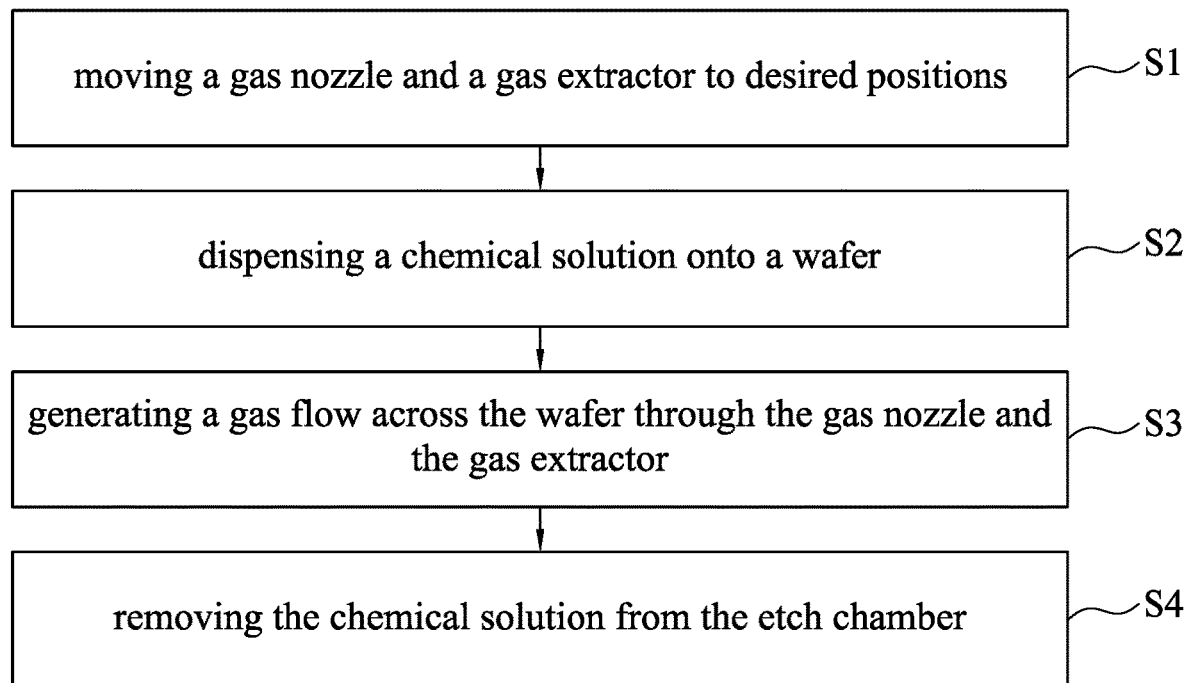 moving a gas nozzle and a gas extractor to desired positions
S1
dispensing a chemical solution onto a wafer
S2
generating a gas flow across the wafer through the gas nozzle and
the gas extractor
S3
removing the chemical solution from the etch chamber
S4